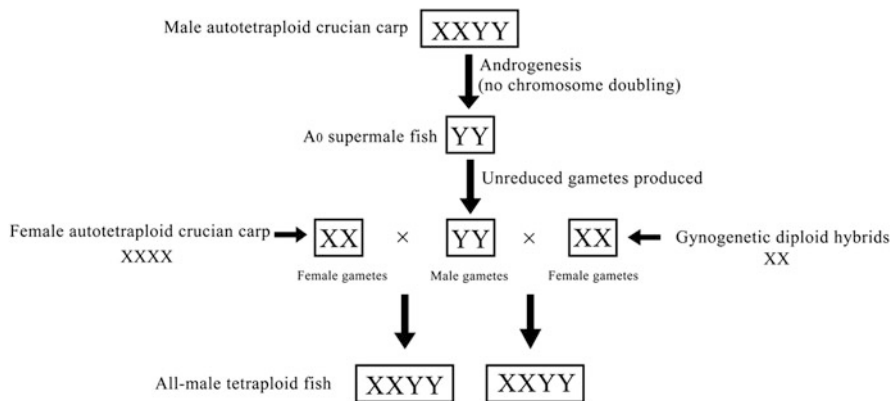 Male autotetraploid crucian carp XXYY
Androgenesis
(no chromosome doubling)
A0 supermale fish YY
Unreduced gametes produced
Female autotetraploid crucian carp XX × YY × XX Gynogenetic diploid hybrids
XXXX XX
Female gametes Male gametes Female gametes
All-male tetraploid fish XXYY XXYY